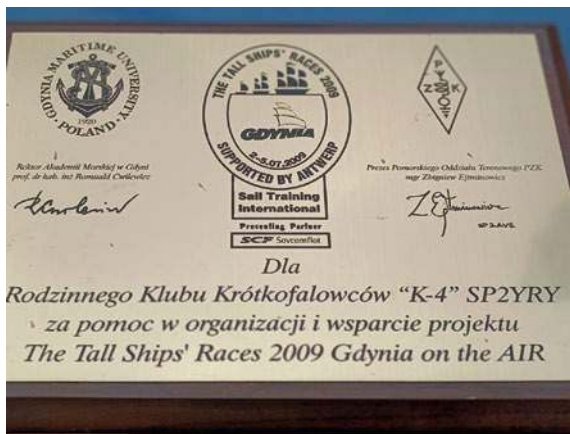 GDYNIA MARITIME UNIVERSITY
1920
POLAND
THE TALL SHIPS' RACES 2009
GDYNIA
2-5.07.2009
SUPPORTED BY ANTWERP
Sail Training
International
Presenting Partner
SCF Sovcomflot
P
Z K
Rektor Akademii Morskiej w Gdyni
prof. dr hab. inż Romuald Cwilewicz
Prezes Pomorskiego Oddziału Terenowego PZK
mgr Zbigniew Ejtminowicz
SP2AVE
Dla
Rodzinnego Klubu Krótkofalowców “K-4” SP2YRY
za pomoc w organizacji i wsparcie projektu
The Tall Ships' Races 2009 Gdynia on the AIR